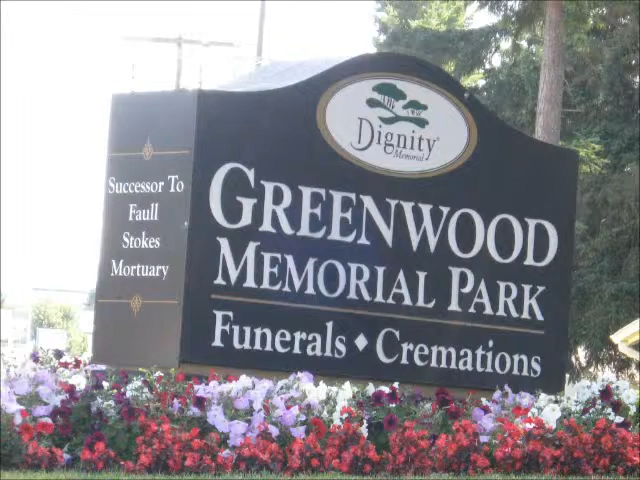 Dignity
Memorial
Successor To
Faull
Stokes
Mortuary
GREENWOOD
MEMORIAL PARK
Funerals ♦ Cremations